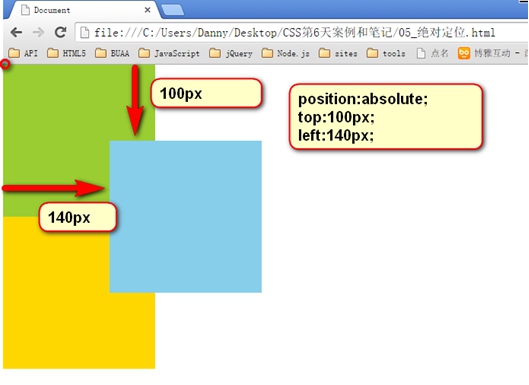 Document
file:///C:/Users/Danny/Desktop/CSS第6天案例和笔记/05_绝对定位.html
API HTML5 BUAA JavaScript jQuery Node.js sites tools 点名 博雅互动 - 游
100px
position:absolute;
top:100px;
left:140px;
140px